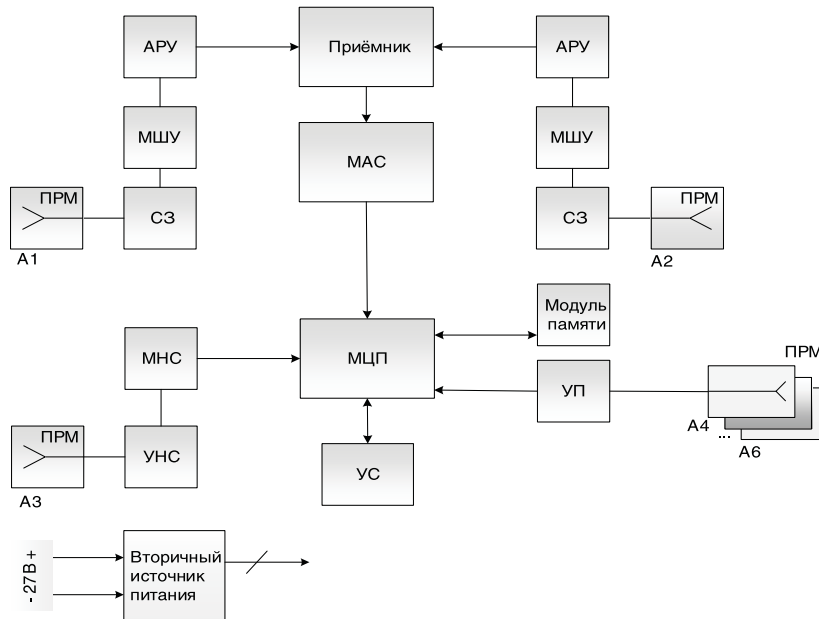 АРУ
Приёмник
АРУ
МШУ
МАС
МШУ
ПРМ
СЗ
СЗ
ПРМ
А1
А2
Модуль
памяти
МНС
МЦП
ПРМ
УП
А4
...
А6
ПРМ
УНС
УС
А3
- 27В +
Вторичный
источник
питания